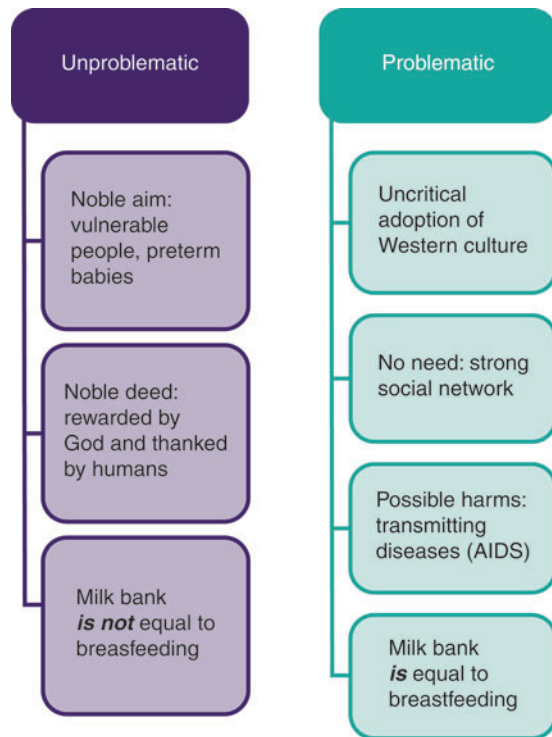 Unproblematic
Noble aim:
vulnerable
people, preterm
babies
Noble deed:
rewarded by
God and thanked
by humans
Milk bank
is not equal to
breasfeeding
Problematic
Uncritical
adoption of
Western culture
No need: strong
social network
Possible harms:
transmitting
diseases (AIDS)
Milk bank
is equal to
breastfeeding